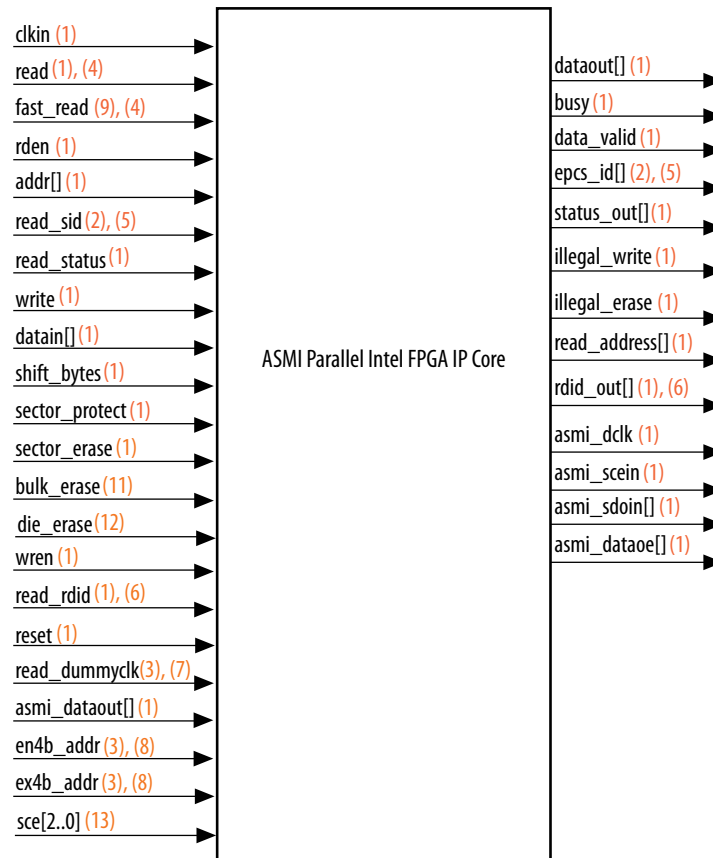 clkin (1)
read (1), (4)
fast_read (9), (4)
rden (1)
addr[] (1)
read_sid (2), (5)
read_status (1)
write (1)
datain[] (1)
shift_bytes (1)
sector_protect (1)
sector_erase (1)
bulk_erase (11)
die_erase (12)
wren (1)
read_rdid (1), (6)
reset (1)
read_dummyclk(3), (7)
asmi_dataout[] (1)
en4b_addr (3), (8)
ex4b_addr (3), (8)
sce[2..0] (13)
ASMI Parallel Intel FPGA IP Core
dataout[] (1)
busy (1)
data_valid (1)
epcs_id[] (2), (5)
status_out[] (1)
illegal_write (1)
illegal_erase (1)
read_address[] (1)
rdid_out[] (1), (6)
asmi_dclk (1)
asmi_scein (1)
asmi_sdoin[] (1)
asmi_dataoe[] (1)